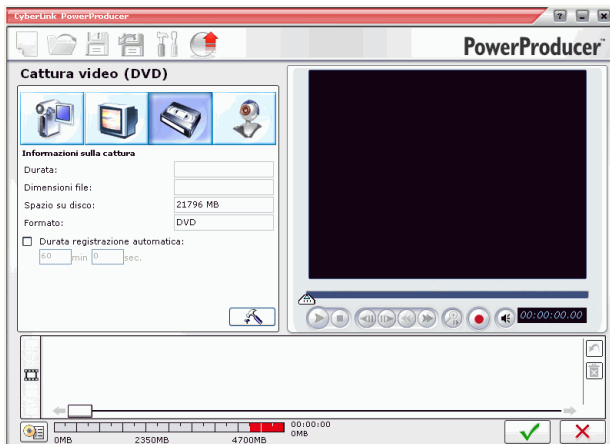 CyberLink PowerProducer
PowerProducer™
Cattura video (DVD)
Informazioni sulla cattura
Durata:
Dimensioni file:
Spazio su disco: 21796 MB
Formato: DVD
Durata registrazione automatica:
60 min 0 sec.
00:00:00.00
00:00:00
0MB 2350MB 4700MB 0MB